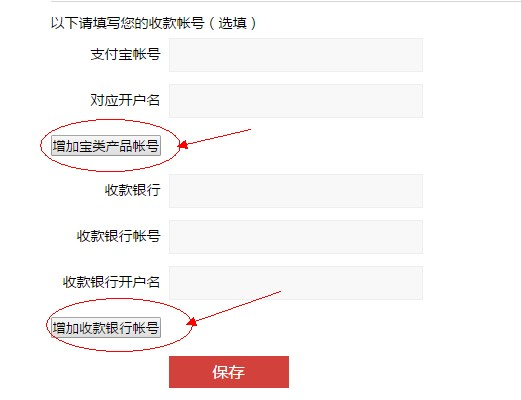 以下请填写您的收款帐号（选填）
支付宝帐号
对应开户名
增加宝类产品帐号
收款银行
收款银行帐号
收款银行开户名
增加收款银行帐号
保存